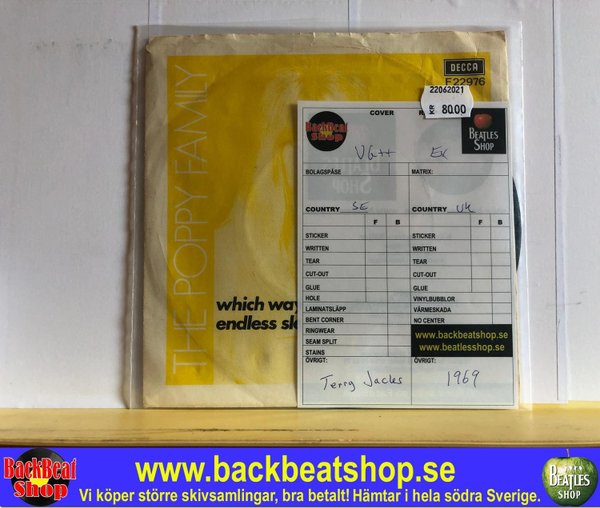 THE POPPY FAMILY
DECCA
F 22976
22062021
KR 80.00
COVER
BackBeat
Shop
BEATLES
SHOP
VG++ EX
BOLAGSPÅSE MATRIX:
COUNTRY SE COUNTRY UK
F B F B
STICKER STICKER
WRITTEN WRITTEN
TEAR TEAR
CUT-OUT CUT-OUT
GLUE GLUE
HOLE VINYLBUBBLOR
LAMINATSLÄPP VÄRMESKADA
BENT CORNER NO CENTER
RINGWEAR
SEAM SPLIT
STAINS
www.backbeatshop.se
www.beatlesshop.se
ÖVRIGT: ÖVRIGT:
Terry Jacks 1969
which way
endless
BackBeat
Shop
www.backbeatshop.se
Vi köper större skivsamlingar, bra betalt! Hämtar i hela södra Sverige.
BEATLES
SHOP